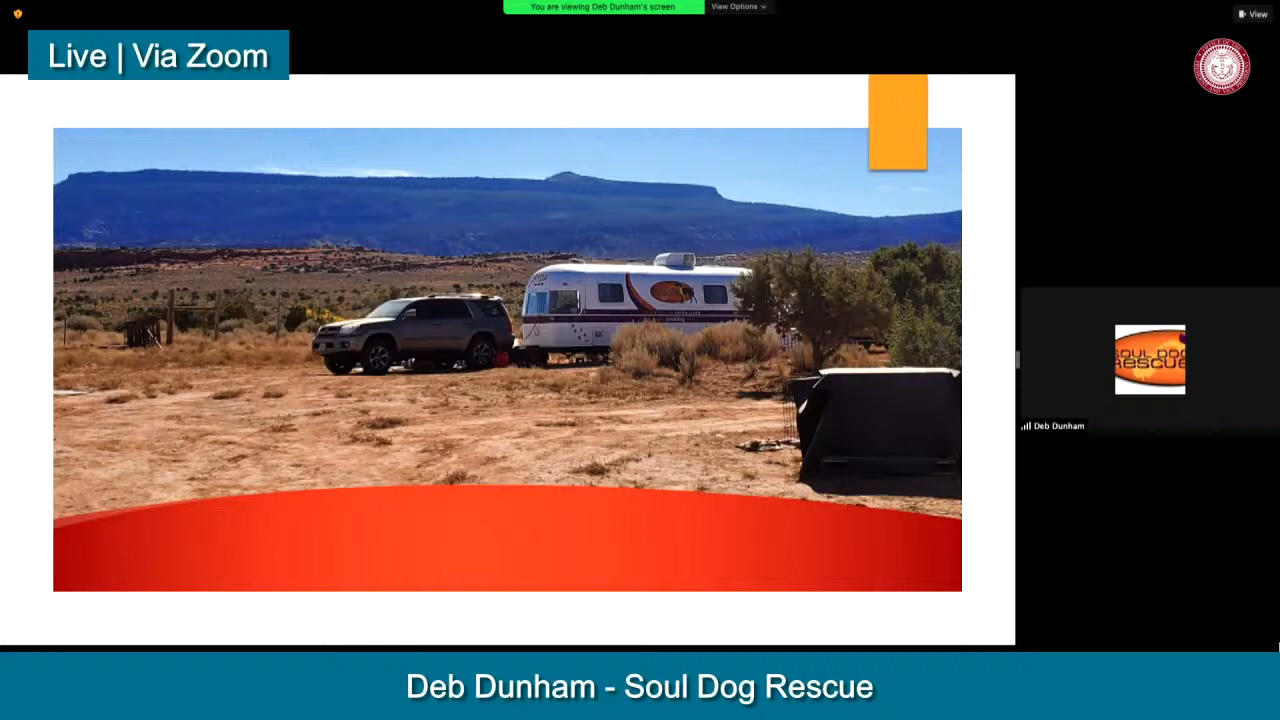 You are viewing Deb Dunham's screen
View Options
View
Live | Via Zoom
SOUL DOG
RESCUE
Deb Dunham
Deb Dunham - Soul Dog Rescue